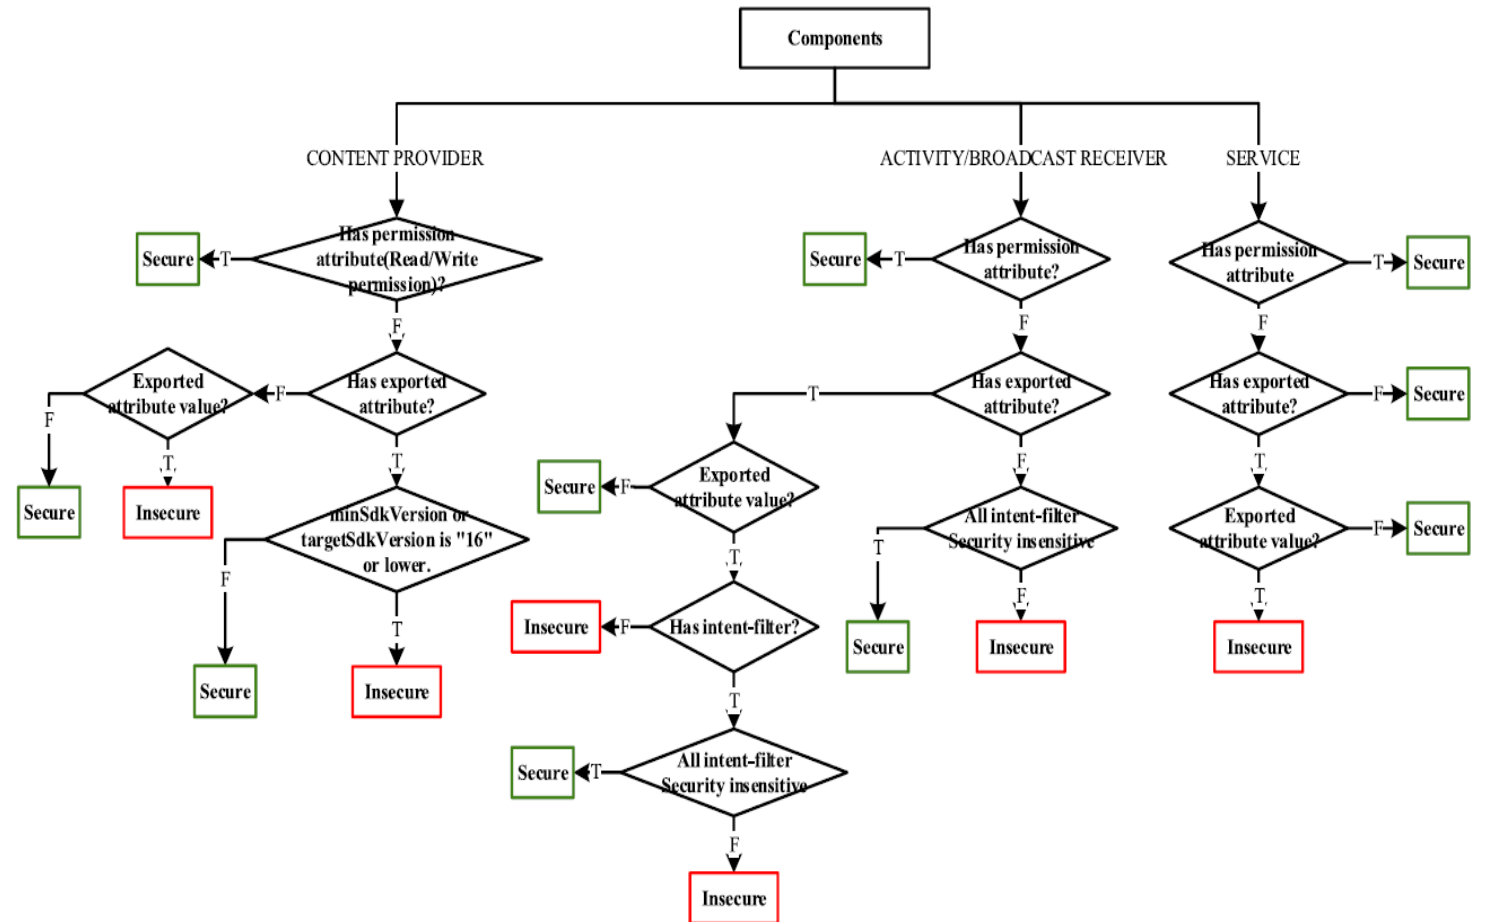 Components
CONTENT PROVIDER
ACTIVITY/BROADCAST RECEIVER
SERVICE
Has permission
attribute(Read/Write
permission)?
Secure
T
F
Has exported
attribute?
F
Exported
attribute value?
F
Secure
T
Insecure
T
minSdkVersion or
targetSdkVersion is "16"
or lower.
F
Secure
T
Insecure
Has permission
attribute?
T
Secure
F
Has exported
attribute?
T
Exported
attribute value?
F
Secure
T
Has intent-filter?
F
Insecure
T
All intent-filter
Security insensitive
T
Secure
F
Insecure
F
All intent-filter
Security insensitive
T
Secure
F
Insecure
Has permission
attribute
T
Secure
F
Has exported
attribute?
F
Secure
T
Exported
attribute value?
F
Secure
T
Insecure